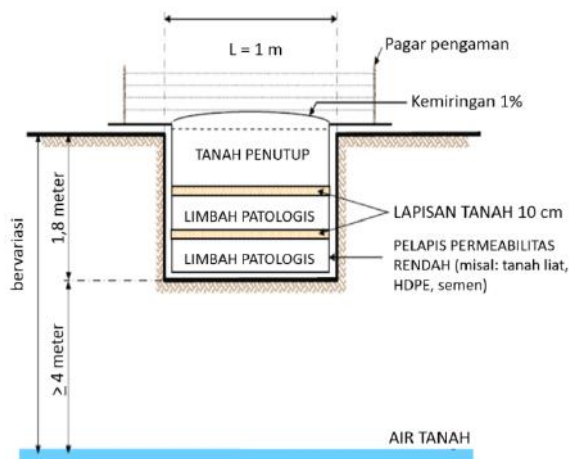 L = 1 m
Pagar pengaman
Kemiringan 1%
TANAH PENUTUP
LIMBAH PATOLOGIS
LAPISAN TANAH 10 cm
LIMBAH PATOLOGIS
PELAPIS PERMEABILITAS
RENDAH (misal: tanah liat,
HDPE, semen)
bervariasi
1,8 meter
≥ 4 meter
AIR TANAH